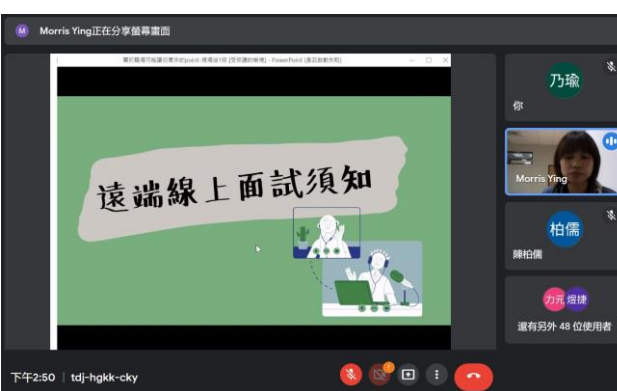 M
Morris Ying正在分享螢幕畫面
遠端線上面試須知
乃瑜
你
Morris Ying
柏儒
陳柏儒
力元
煜捷
還有另外 48 位使用者
下午2:50 | tdj-hgkk-cky